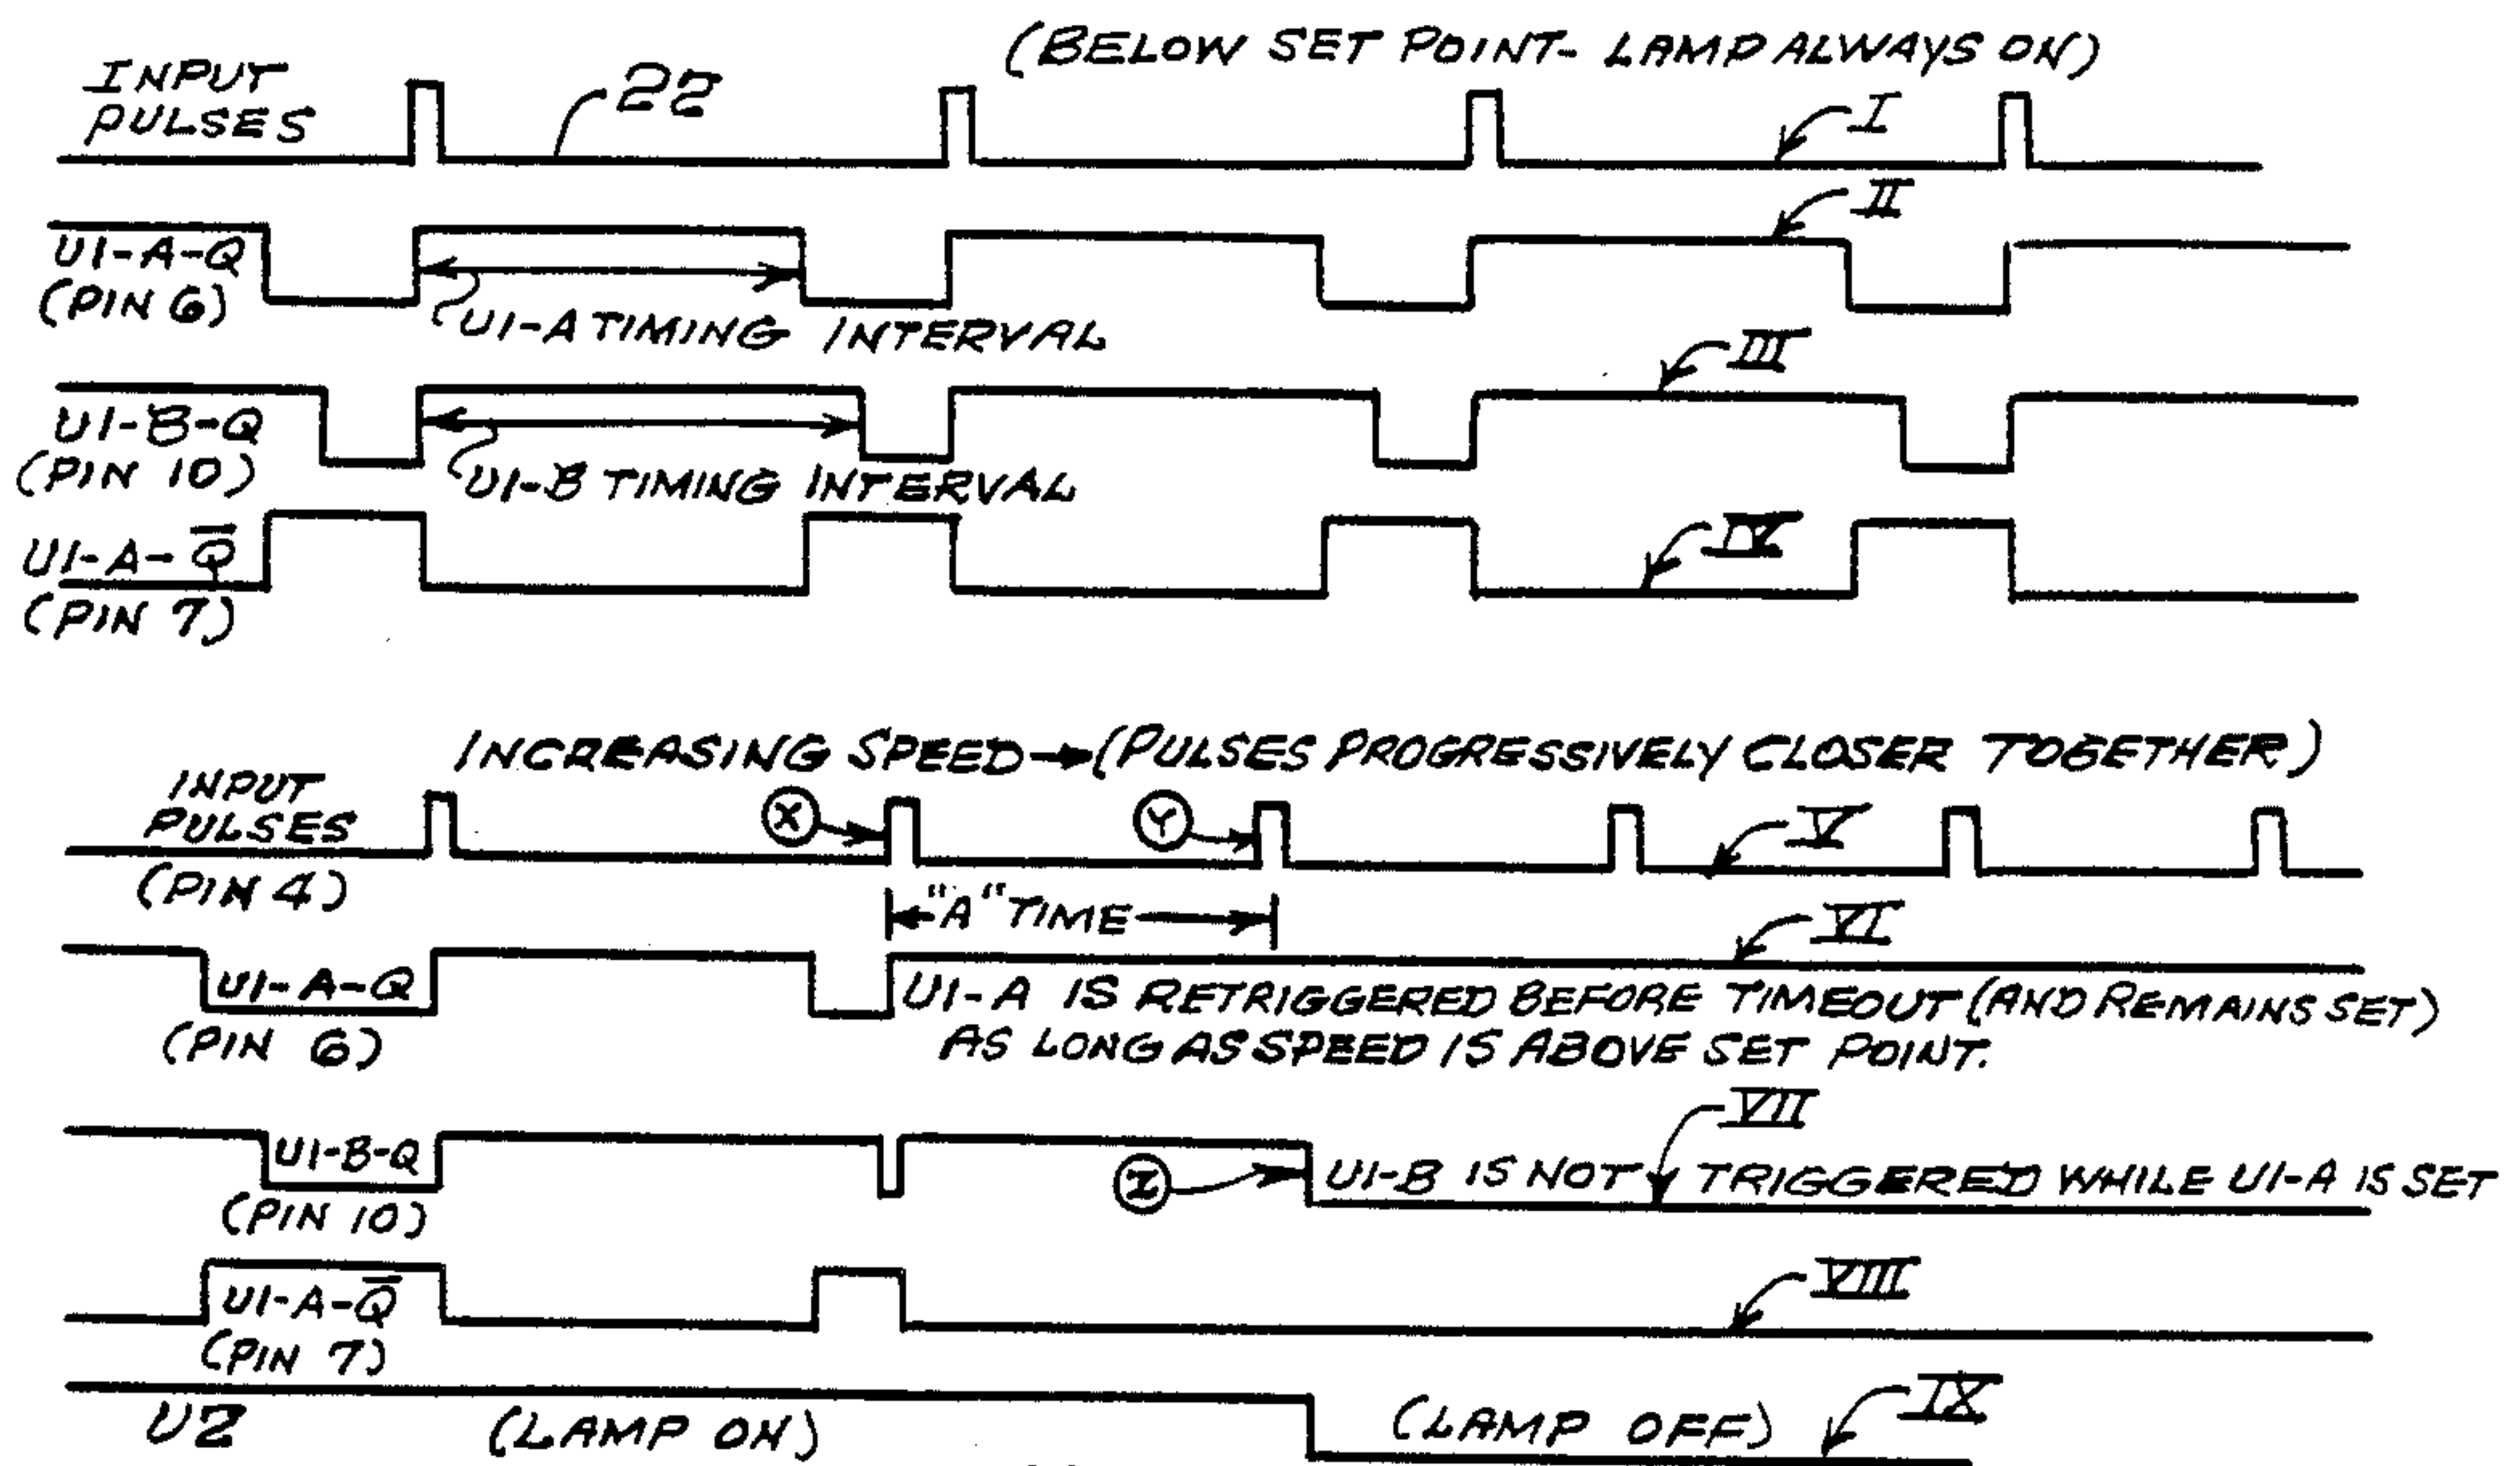 (BELOW SET POINT- LAMP ALWAYS ON)
INPUT
PULSES
22
I
II
U1-A-Q
(PIN 6)
U1-A TIMING INTERVAL
III
U1-B-Q
(PIN 10)
U1-B TIMING INTERVAL
IV
U1-A-Q̅
(PIN 7)
INCREASING SPEED→(PULSES PROGRESSIVELY CLOSER TOGETHER)
INPUT
PULSES
(PIN 4)
X
Y
V
"A" TIME
VI
U1-A-Q
(PIN 6)
U1-A IS RETRIGGERED BEFORE TIMEOUT (AND REMAINS SET)
AS LONG AS SPEED IS ABOVE SET POINT.
VII
U1-B-Q
(PIN 10)
Z
U1-B IS NOT TRIGGERED WHILE U1-A IS SET
VIII
U1-A-Q̅
(PIN 7)
IX
U2
(LAMP ON)
(LAMP OFF)